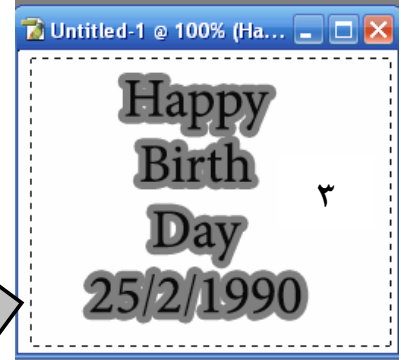 Untitled-1 @ 100% (Ha...
Happy
Birth
Day
٣
25/2/1990